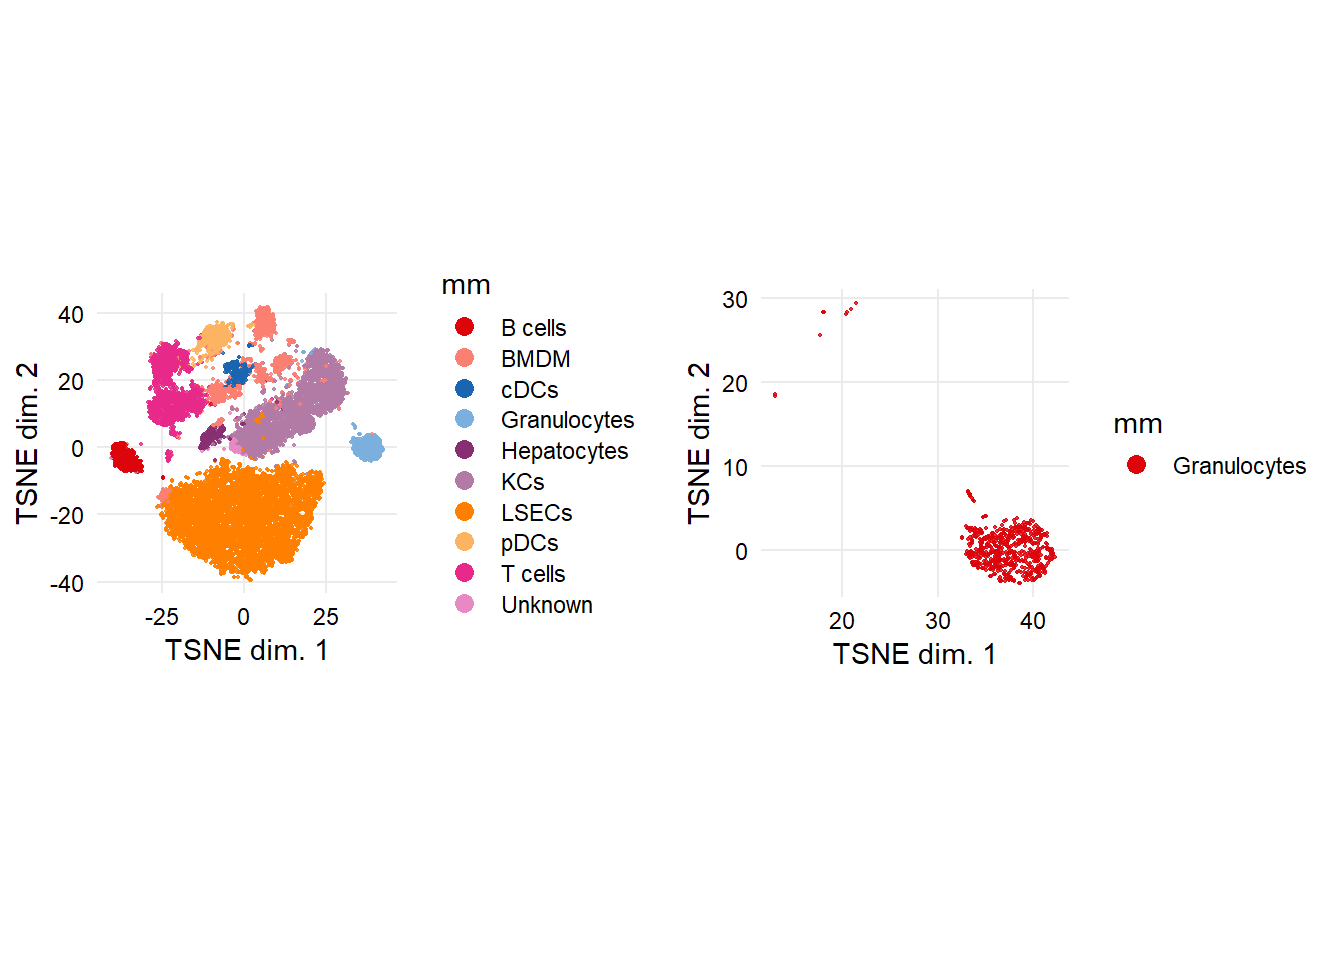 mm
B cells
BMDM
cDCs
Granulocytes
Hepatocytes
KCs
LSECs
pDCs
T cells
Unknown
40
20
0
-20
-40
-25
0
25
TSNE dim. 1
TSNE dim. 2
30
20
10
0
20
30
40
TSNE dim. 1
TSNE dim. 2
mm
Granulocytes